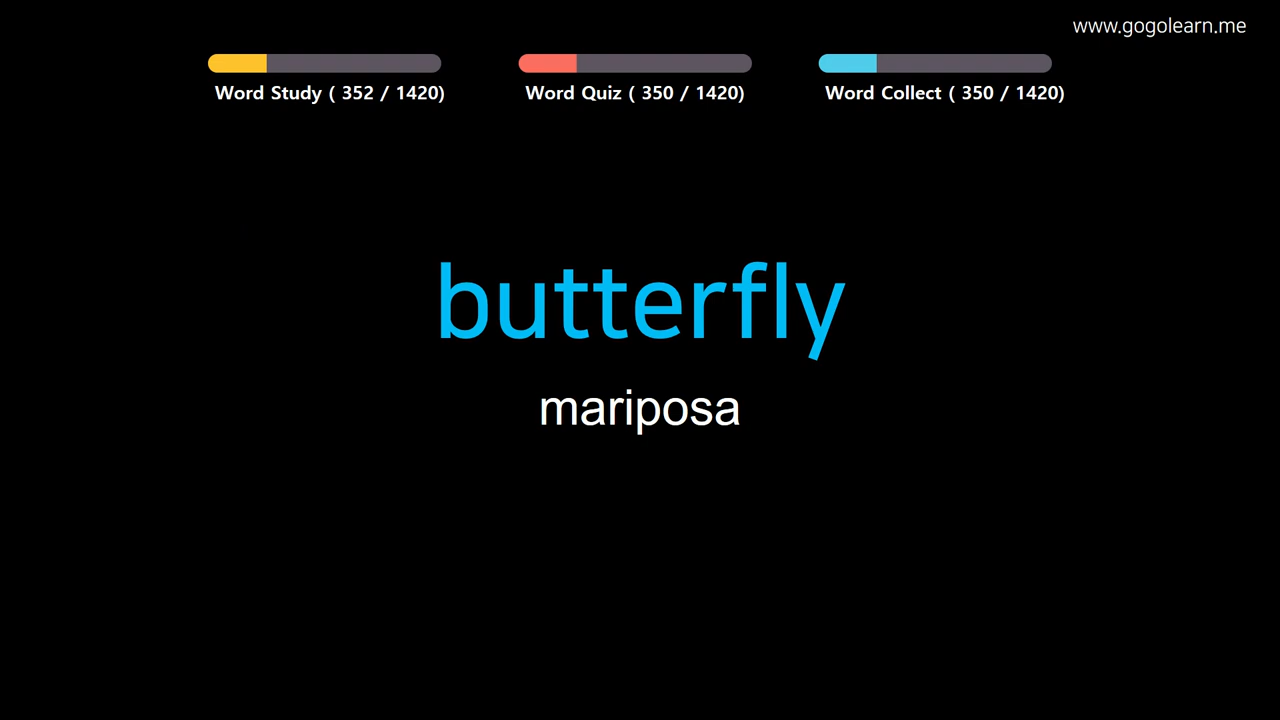 www.gogolearn.me
Word Study ( 352 / 1420)
Word Quiz ( 350 / 1420)
Word Collect ( 350 / 1420)
butterfly
mariposa